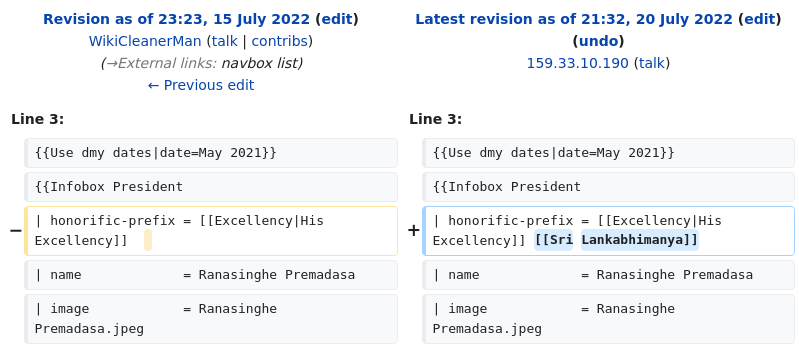 Revision as of 23:23, 15 July 2022 (edit)
WikiCleanerMan (talk | contribs)
(→External links: navbox list)
← Previous edit
Latest revision as of 21:32, 20 July 2022 (edit)
(undo)
159.33.10.190 (talk)
Line 3:
Line 3:
{{Use dmy dates|date=May 2021}}
{{Use dmy dates|date=May 2021}}
{{Infobox President
{{Infobox President
− | honorific-prefix = [[Excellency|His
Excellency]]
+ | honorific-prefix = [[Excellency|His
Excellency]] [[Sri Lankabhimanya]]
| name = Ranasinghe Premadasa
| name = Ranasinghe Premadasa
| image = Ranasinghe
Premadasa.jpeg
| image = Ranasinghe
Premadasa.jpeg